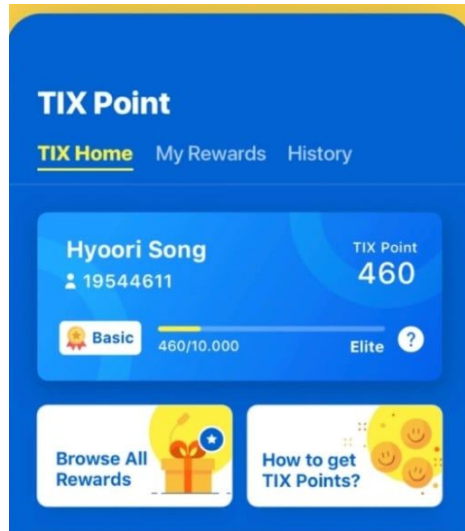 TIX Point
TIX Home My Rewards History
Hyoori Song
19544611
TIX Point
460
Basic
460/10.000
Elite ?
Browse All
Rewards
How to get
TIX Points?